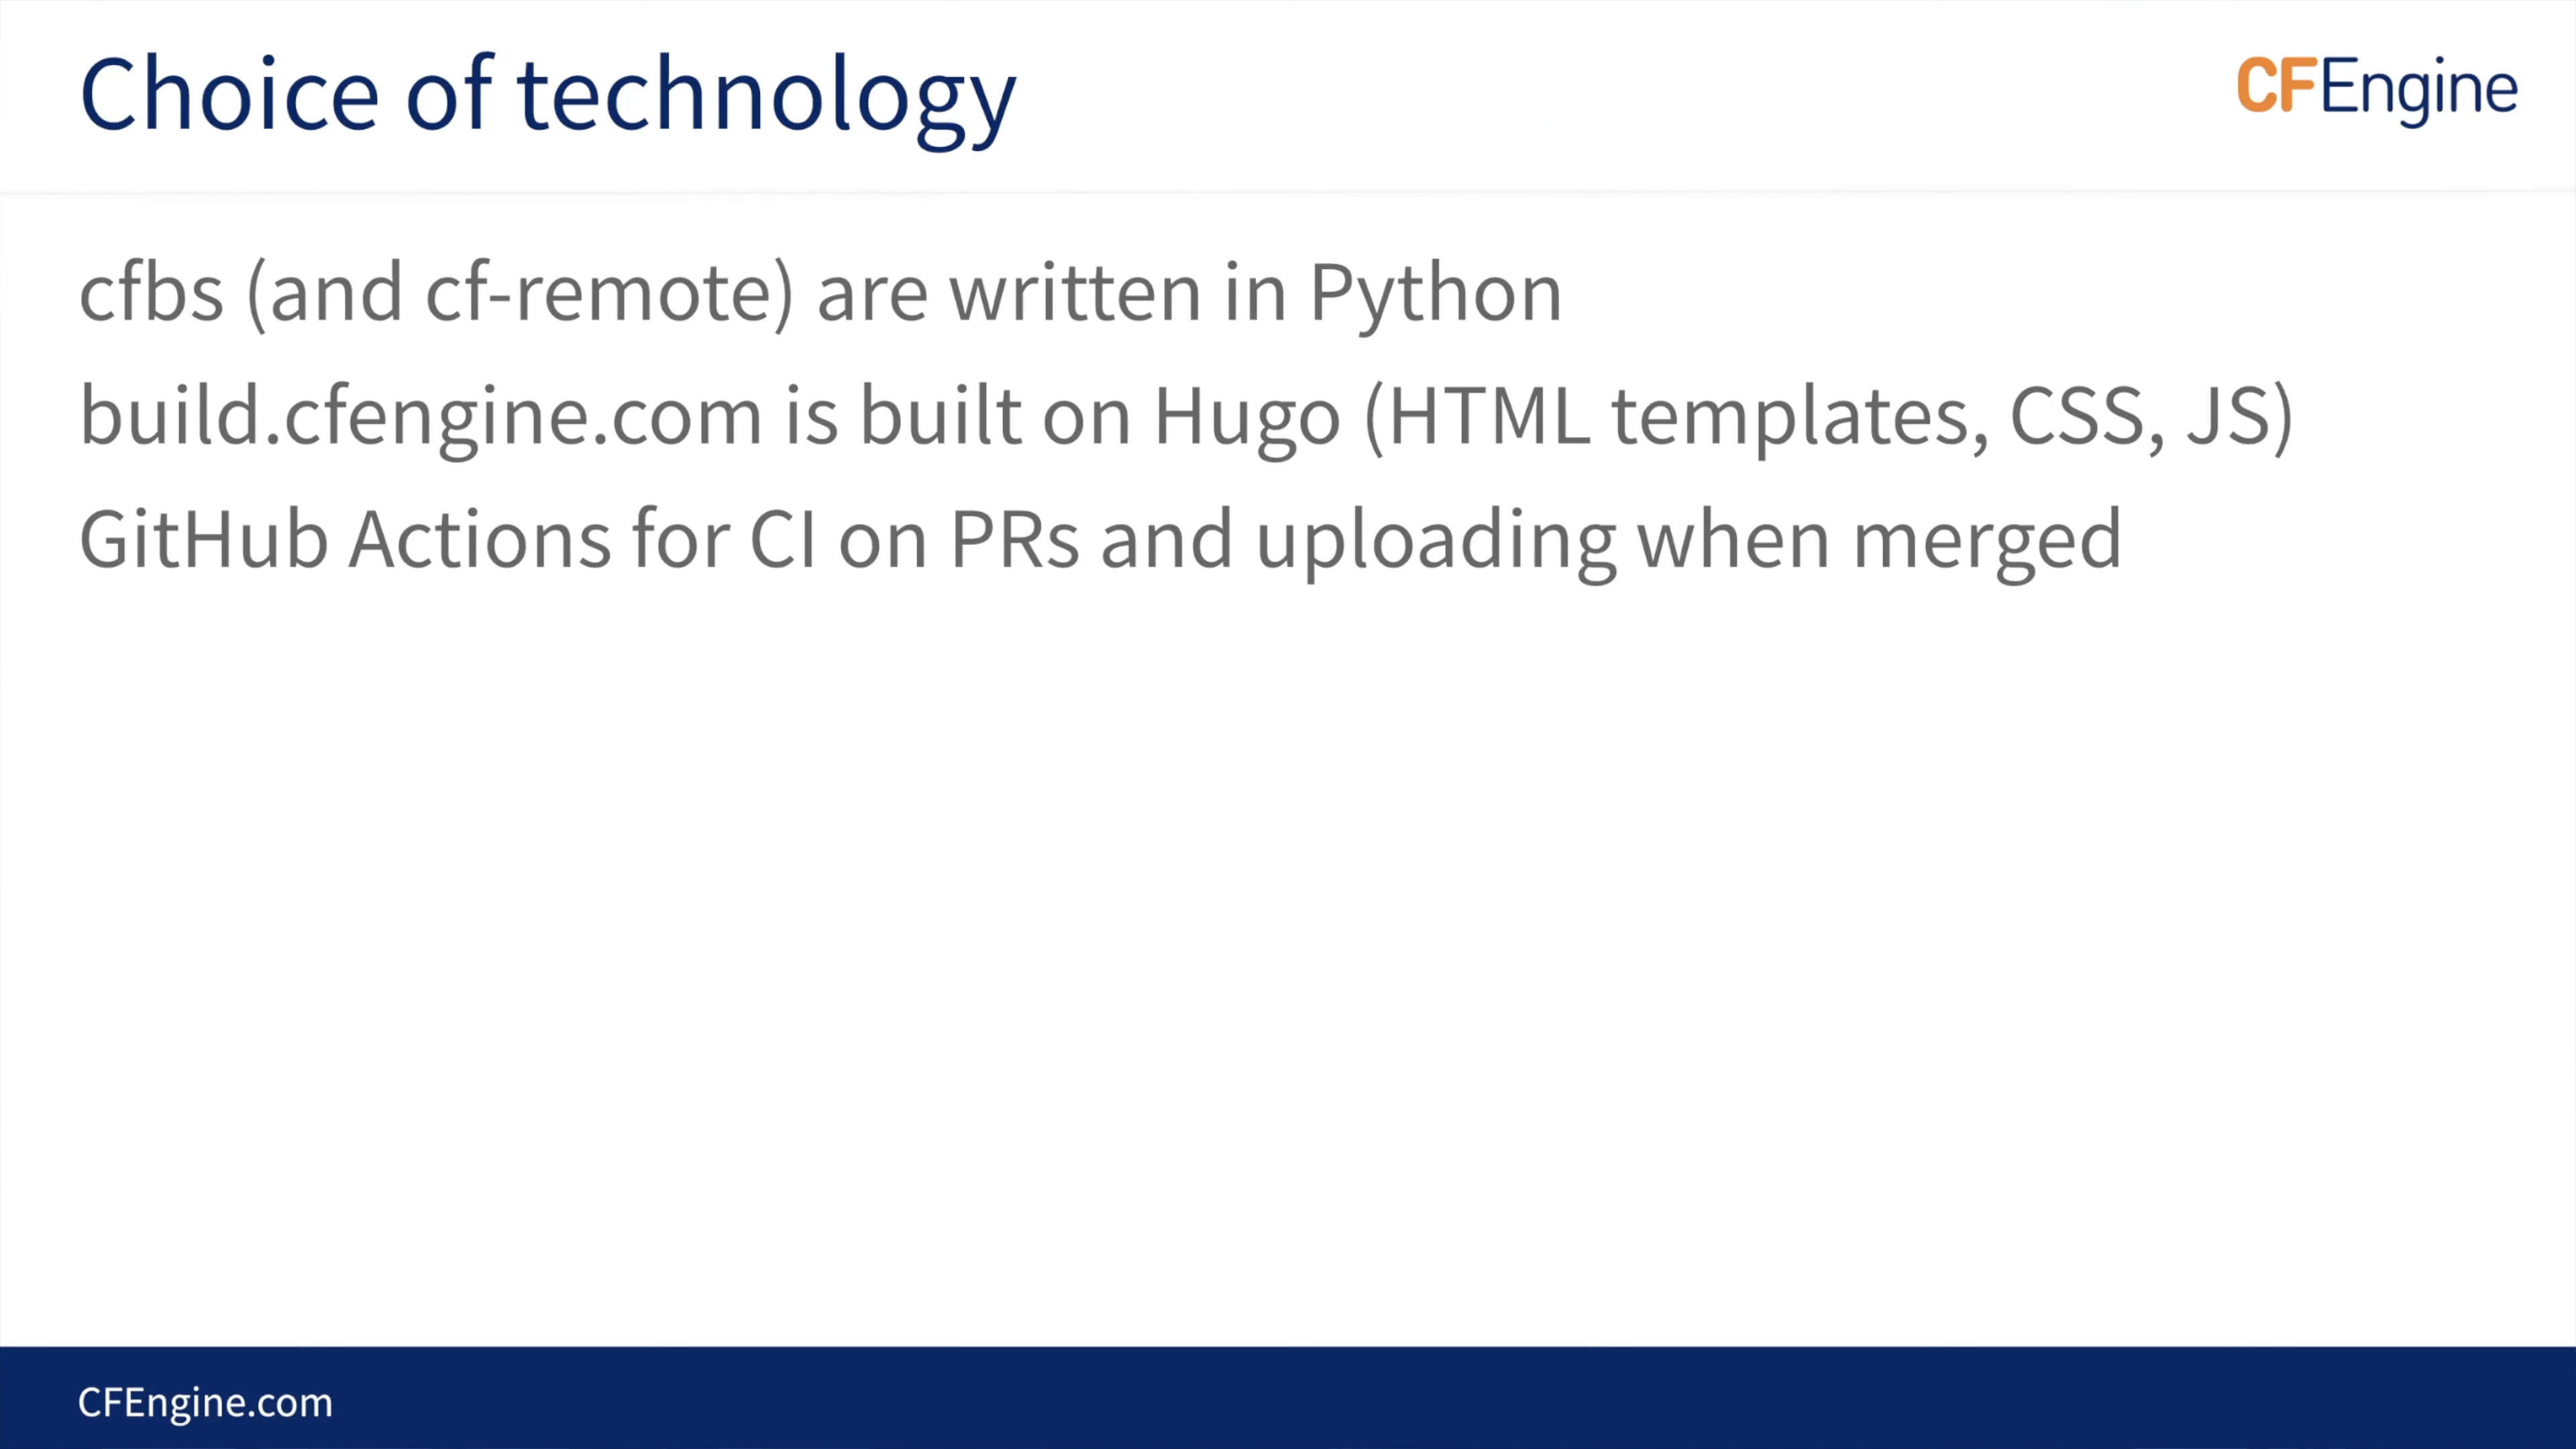 Choice of technology
CFEngine
cfbs (and cf-remote) are written in Python
build.cfengine.com is built on Hugo (HTML templates, CSS, JS)
GitHub Actions for CI on PRs and uploading when merged
CFEngine.com